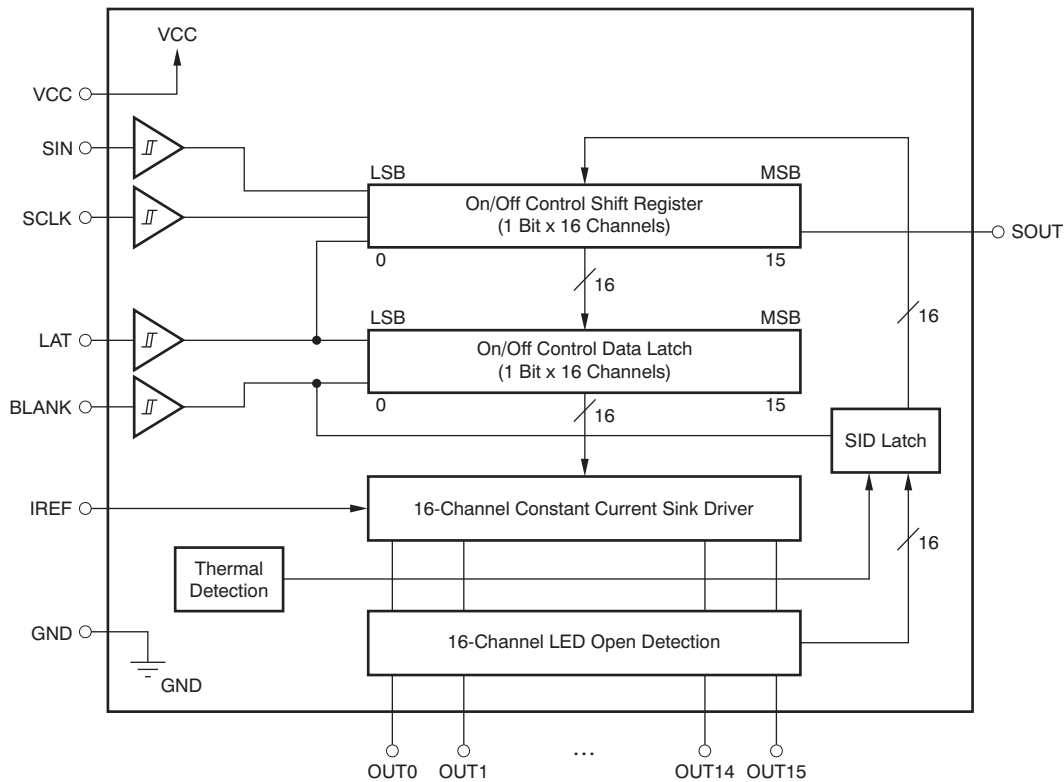 VCC
VCC
SIN
LSB
MSB
On/Off Control Shift Register
(1 Bit x 16 Channels)
SCLK
SOUT
0
15
16
16
LSB
MSB
LAT
On/Off Control Data Latch
(1 Bit x 16 Channels)
BLANK
0
15
16
SID Latch
IREF
16-Channel Constant Current Sink Driver
16
Thermal
Detection
GND
16-Channel LED Open Detection
GND
OUT0
OUT1
...
OUT14
OUT15